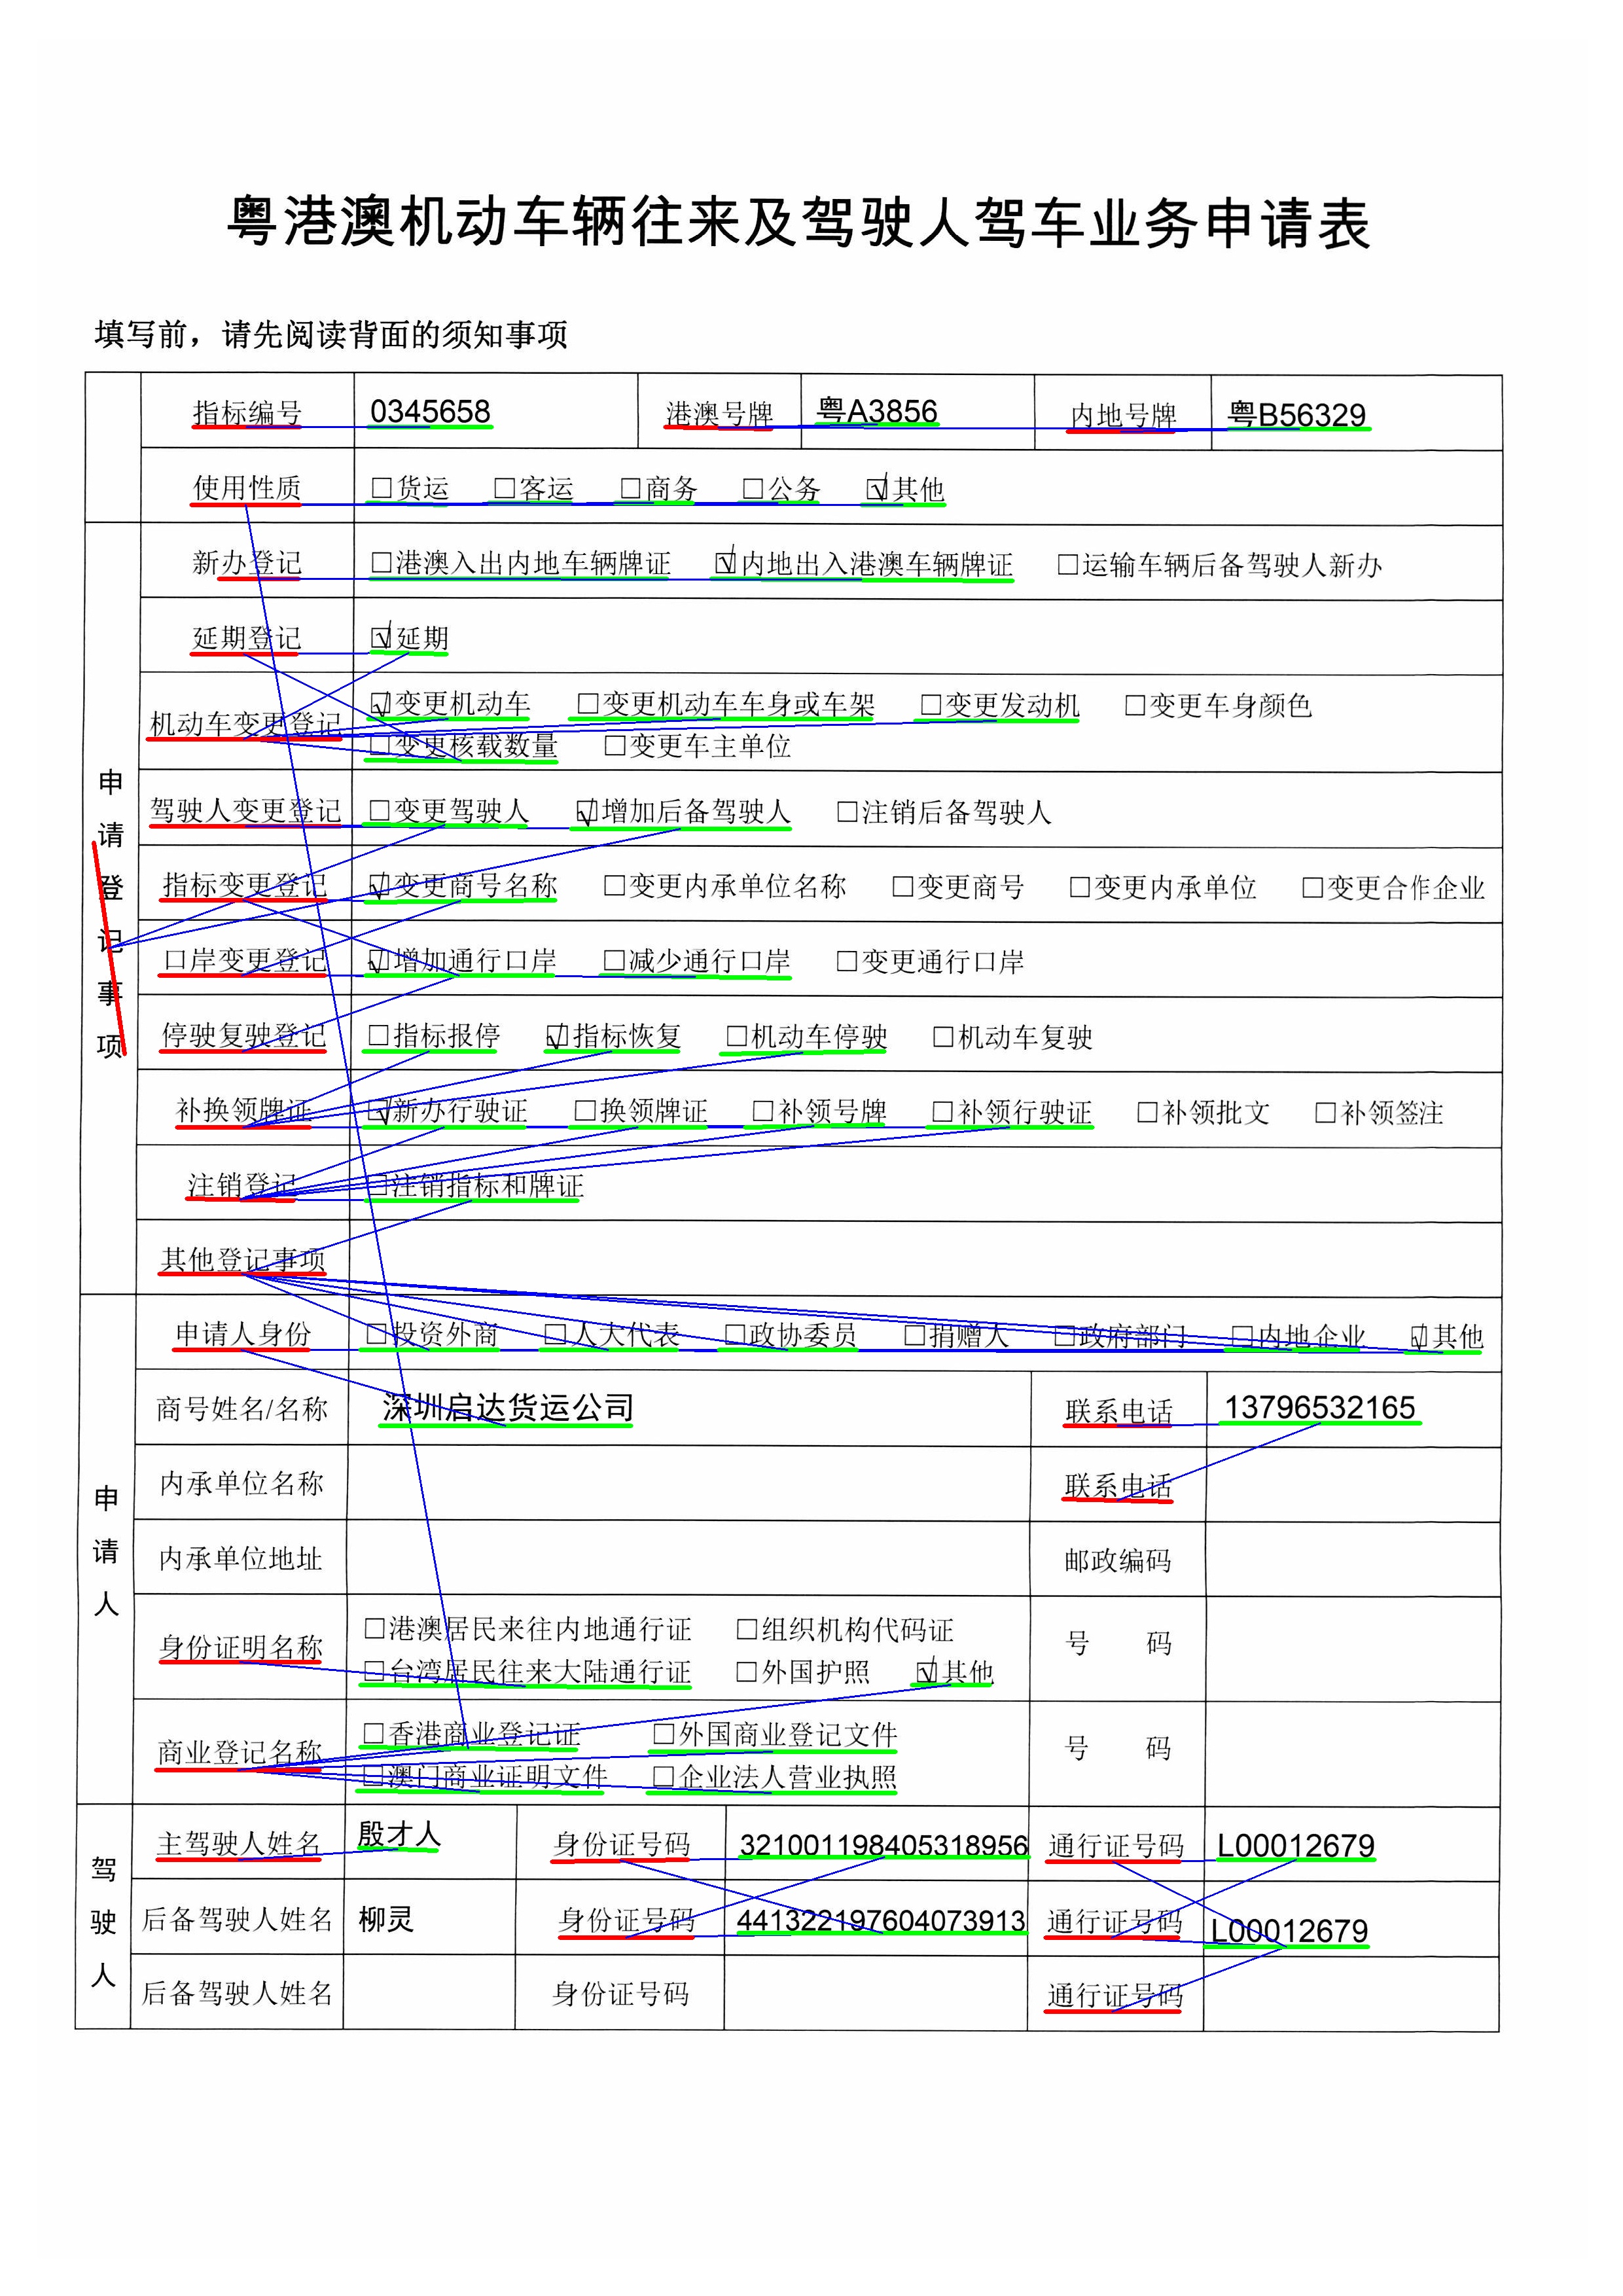 粤港澳机动车辆往来及驾驶人驾车业务申请表
填写前，请先阅读背面的须知事项
指标编号 0345658 港澳号牌 粤A3856 内地号牌 粤B56329
使用性质 □货运 □客运 □商务 □公务 ☑其他
申请登记事项
新办登记 □港澳入出内地车辆牌证 ☑内地出入港澳车辆牌证 □运输车辆后备驾驶人新办
延期登记 ☑延期
机动车变更登记 ☑变更机动车 □变更机动车车身或车架 □变更发动机 □变更车身颜色
□变更核载数量 □变更车主单位
驾驶人变更登记 □变更驾驶人 ☑增加后备驾驶人 □注销后备驾驶人
指标变更登记 ☑变更商号名称 □变更内承单位名称 □变更商号 □变更内承单位 □变更合作企业
口岸变更登记 ☑增加通行口岸 □减少通行口岸 □变更通行口岸
停驶复驶登记 □指标报停 ☑指标恢复 □机动车停驶 □机动车复驶
补换领牌证 ☑新办行驶证 □换领牌证 □补领号牌 □补领行驶证 □补领批文 □补领签注
注销登记 □注销指标和牌证
其他登记事项
申请人
申请人身份 □投资外商 □人大代表 □政协委员 □捐赠人 □政府部门 □内地企业 ☑其他
商号姓名/名称 深圳启达货运公司 联系电话 13796532165
内承单位名称 联系电话
内承单位地址 邮政编码
身份证明名称 □港澳居民来往内地通行证 □组织机构代码证 号 码
□台湾居民往来大陆通行证 □外国护照 ☑其他
商业登记名称 □香港商业登记证 □外国商业登记文件 号 码
□澳门商业证明文件 □企业法人营业执照
驾驶人
主驾驶人姓名 殷才人 身份证号码 321001198405318956 通行证号码 L00012679
后备驾驶人姓名 柳灵 身份证号码 441322197604073913 通行证号码 L00012679
后备驾驶人姓名 身份证号码 通行证号码